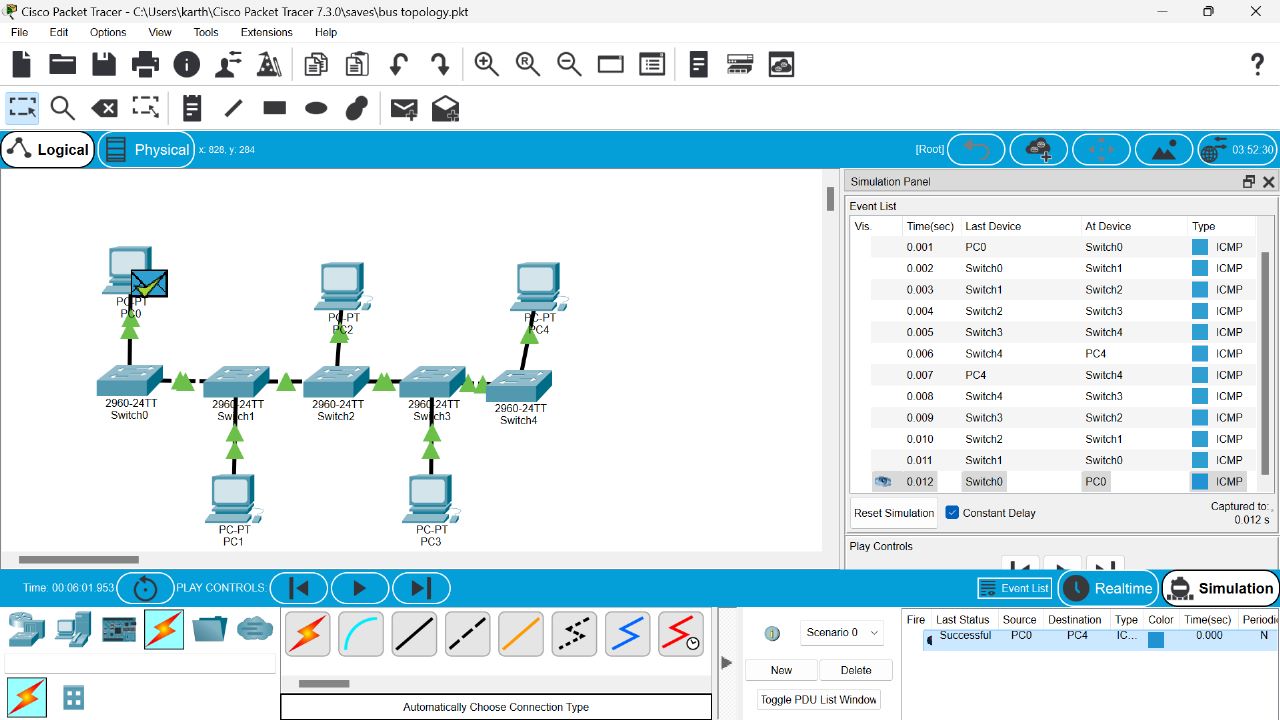 Cisco Packet Tracer - C:\Users\karth\Cisco Packet Tracer 7.3.0\saves\bus topology.pkt
File Edit Options View Tools Extensions Help
Logical Physical x: 828, y: 284 [Root] 03:52:30
Simulation Panel
Event List
Vis. Time(sec) Last Device At Device Type
0.001 PC0 Switch0 ICMP
0.002 Switch0 Switch1 ICMP
0.003 Switch1 Switch2 ICMP
0.004 Switch2 Switch3 ICMP
0.005 Switch3 Switch4 ICMP
0.006 Switch4 PC4 ICMP
0.007 PC4 Switch4 ICMP
0.008 Switch4 Switch3 ICMP
0.009 Switch3 Switch2 ICMP
0.010 Switch2 Switch1 ICMP
0.011 Switch1 Switch0 ICMP
0.012 Switch0 PC0 ICMP
Reset Simulation Constant Delay Captured to:
0.012 s
Play Controls
PC-PT
PC0
PC-PT
PC2
PC-PT
PC4
2960-24TT
Switch0
2960-24TT
Switch1
2960-24TT
Switch2
2960-24TT
Switch3
2960-24TT
Switch4
PC-PT
PC1
PC-PT
PC3
Time: 00:06:01.953 PLAY CONTROLS: Event List Realtime Simulation
Scenario 0
New Delete
Toggle PDU List Window
Fire Last Status Source Destination Type Color Time(sec) Periodi
Successful PC0 PC4 IC... 0.000 N
Automatically Choose Connection Type